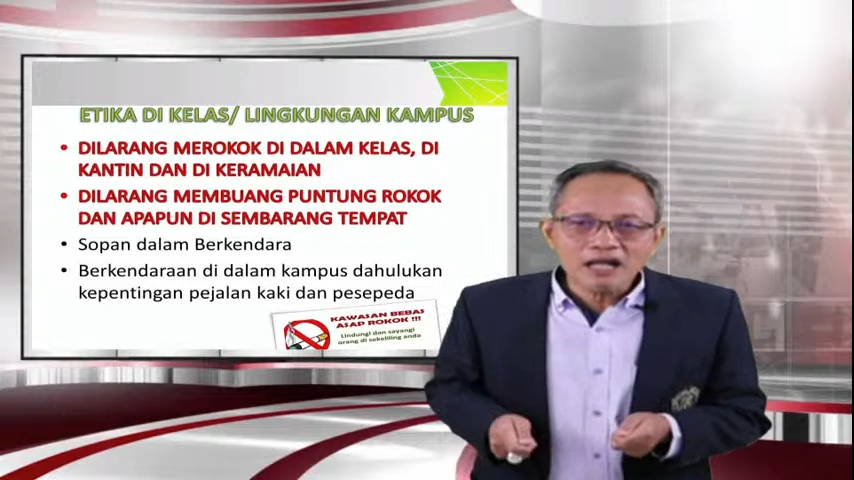 ETIKA DI KELAS/ LINGKUNGAN KAMPUS
• DILARANG MEROKOK DI DALAM KELAS, DI
KANTIN DAN DI KERAMAIAN
• DILARANG MEMBUANG PUNTUNG ROKOK
DAN APAPUN DI SEMBARANG TEMPAT
• Sopan dalam Berkendara
• Berkendaraan di dalam kampus dahulukan
kepentingan pejalan kaki dan pesepeda
KAWASAN BEBAS
ASAP ROKOK !!!
Lindungi dan sayangi
orang di sekeliling anda